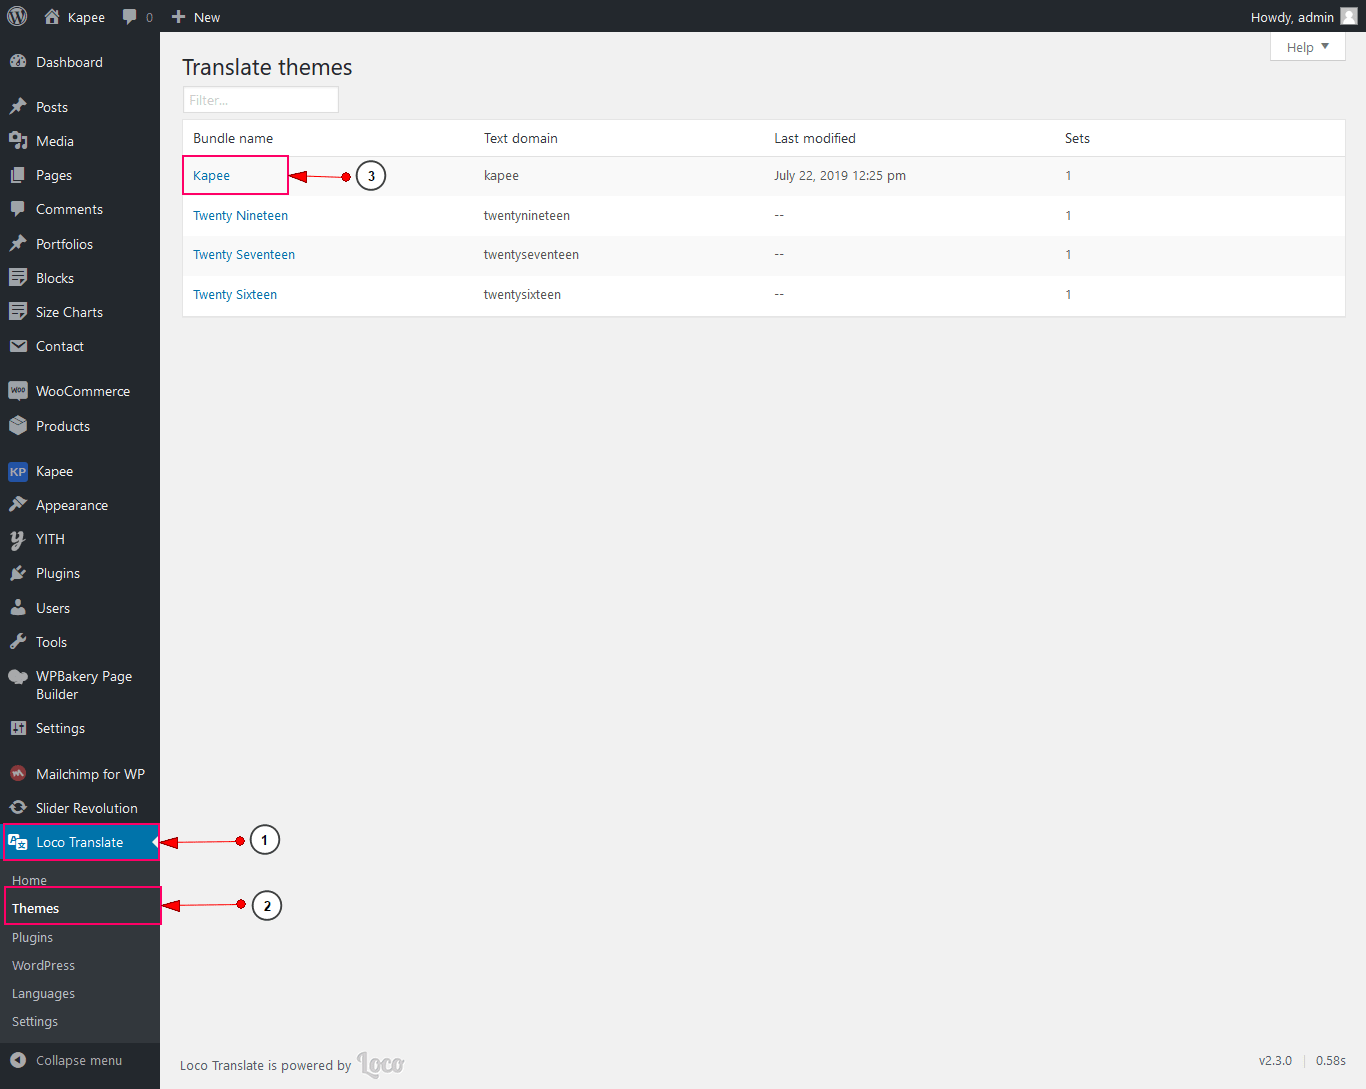 Kapee 0 New Howdy, admin
Help
Dashboard
Posts
Media
Pages
Comments
Portfolios
Blocks
Size Charts
Contact
WooCommerce
Products
KP Kapee
Appearance
YITH
Plugins
Users
Tools
WPBakery Page
Builder
Settings
Mailchimp for WP
Slider Revolution
Loco Translate
Home
Themes
Plugins
WordPress
Languages
Settings
Collapse menu
Translate themes
Filter...
Bundle name Text domain Last modified Sets
Kapee 3 kapee July 22, 2019 12:25 pm 1
Twenty Nineteen twentynineteen -- 1
Twenty Seventeen twentyseventeen -- 1
Twenty Sixteen twentysixteen -- 1
1
2
Loco Translate is powered by Loco
v2.3.0 | 0.58s